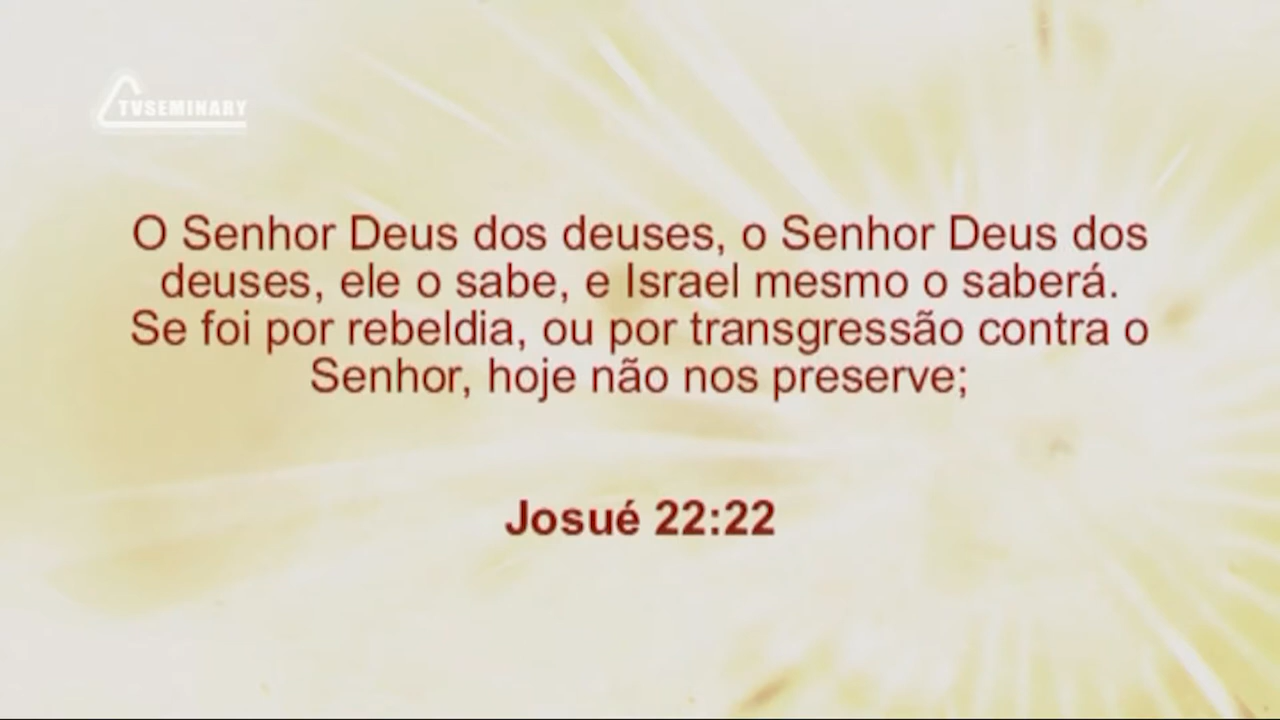 TVSEMINARY
O Senhor Deus dos deuses, o Senhor Deus dos
deuses, ele o sabe, e Israel mesmo o saberá.
Se foi por rebeldia, ou por transgressão contra o
Senhor, hoje não nos preserve;
Josué 22:22